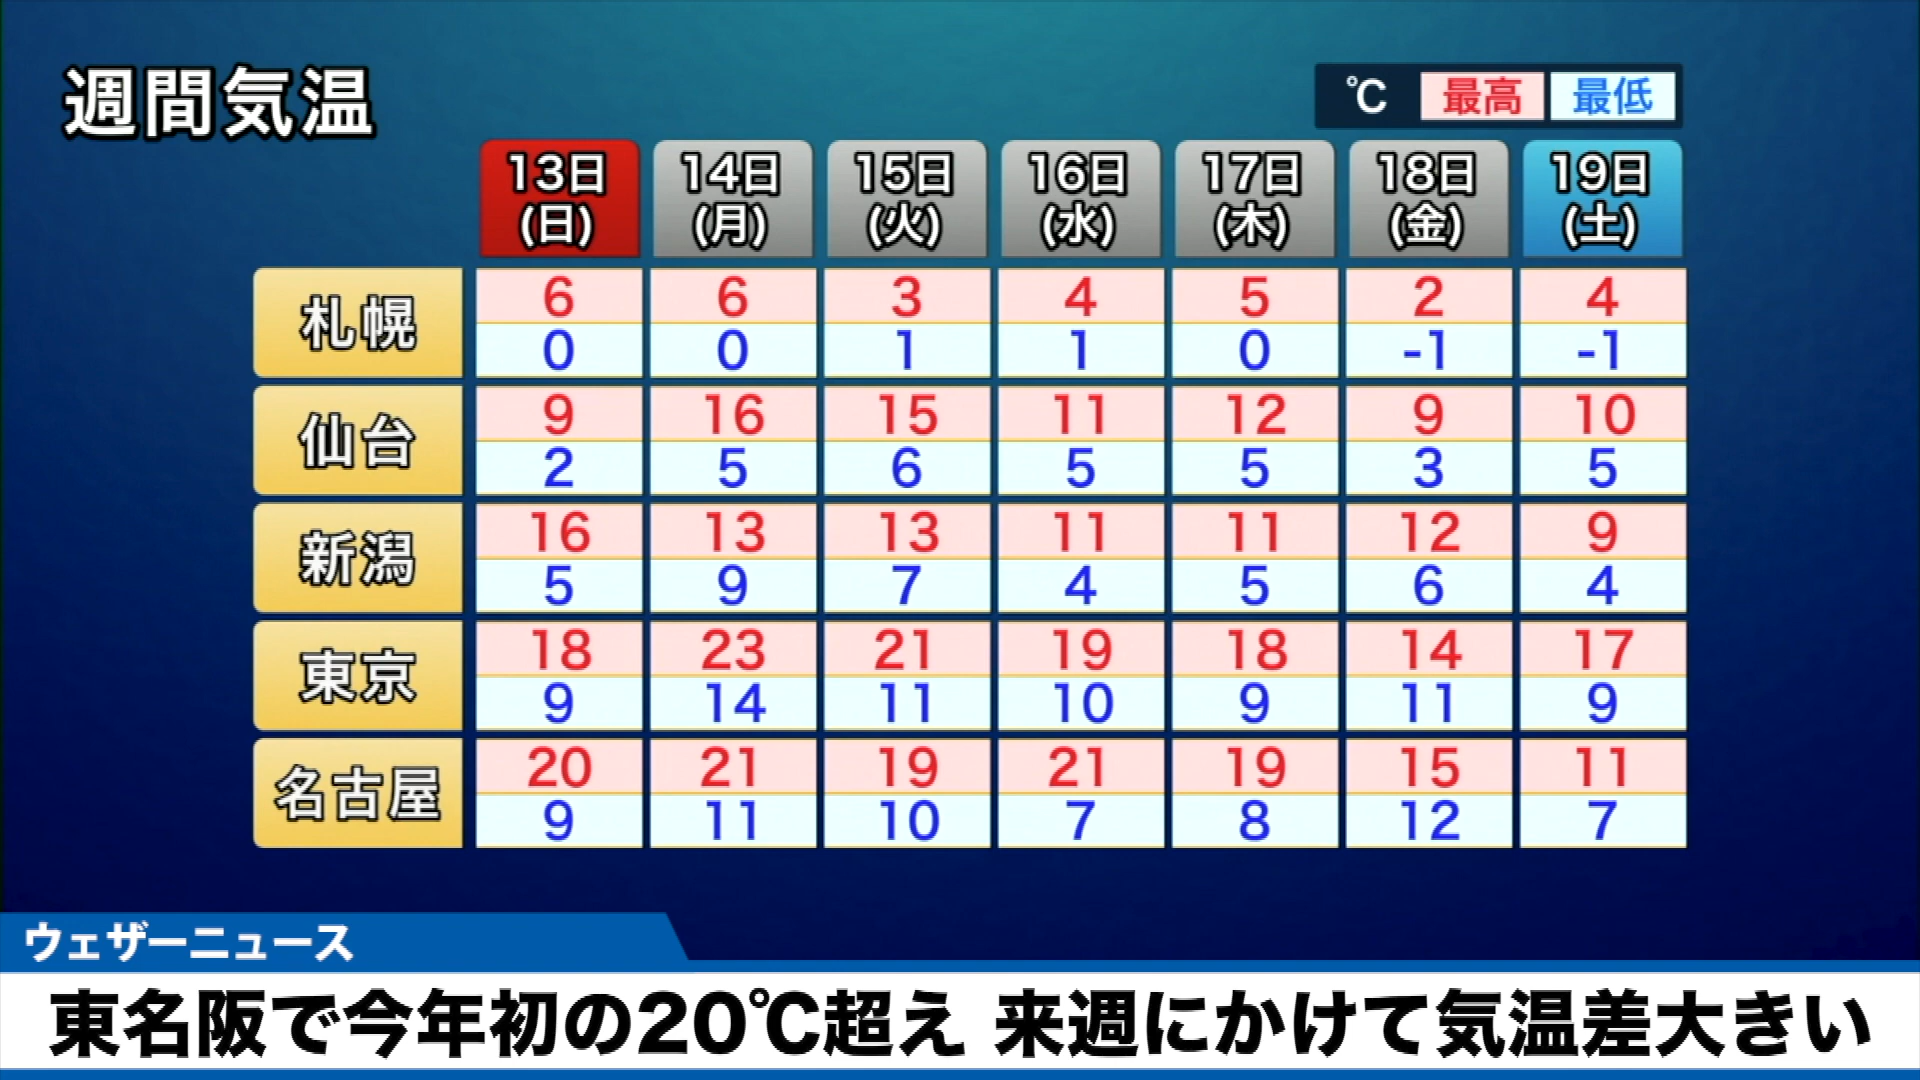 週間気温
℃ 最高 最低
13日 14日 15日 16日 17日 18日 19日
(日) (月) (火) (水) (木) (金) (土)
札幌
6 6 3 4 5 2 4
0 0 1 1 0 -1 -1
仙台
9 16 15 11 12 9 10
2 5 6 5 5 3 5
新潟
16 13 13 11 11 12 9
5 9 7 4 5 6 4
東京
18 23 21 19 18 14 17
9 14 11 10 9 11 9
名古屋
20 21 19 21 19 15 11
9 11 10 7 8 12 7
ウェザーニュース
東名阪で今年初の20℃超え 来週にかけて気温差大きい